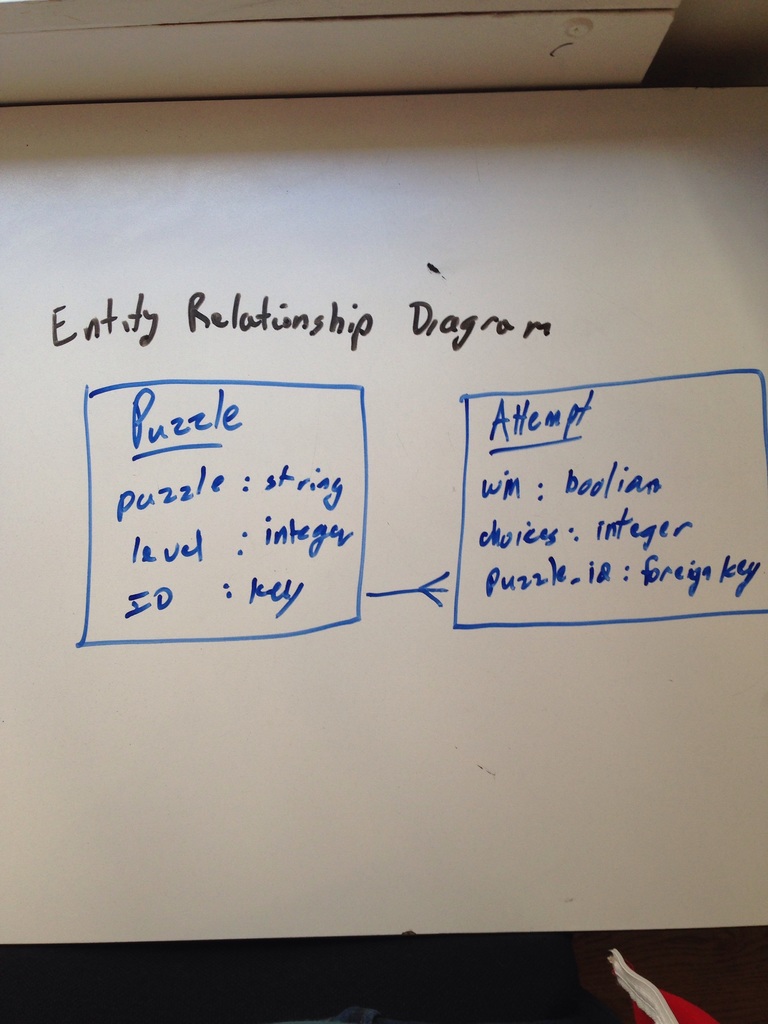 Entity Relationship Diagram
Puzzle
puzzle : string
level : integer
ID : key
Attempt
win : boolian
choices : integer
puzzle_id : foreign key